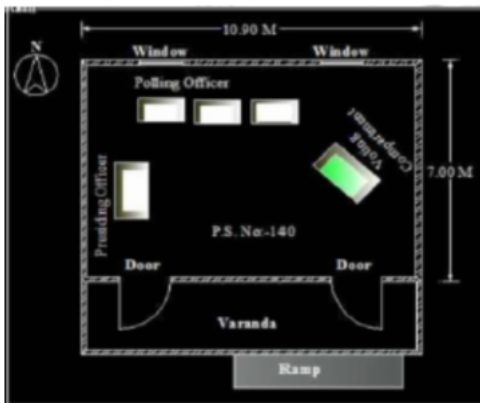 N
10.90 M
Window
Window
Polling Officer
Voting
Compartment
7.00 M
Presiding Officer
P.S. No:-140
Door
Door
Varanda
Ramp